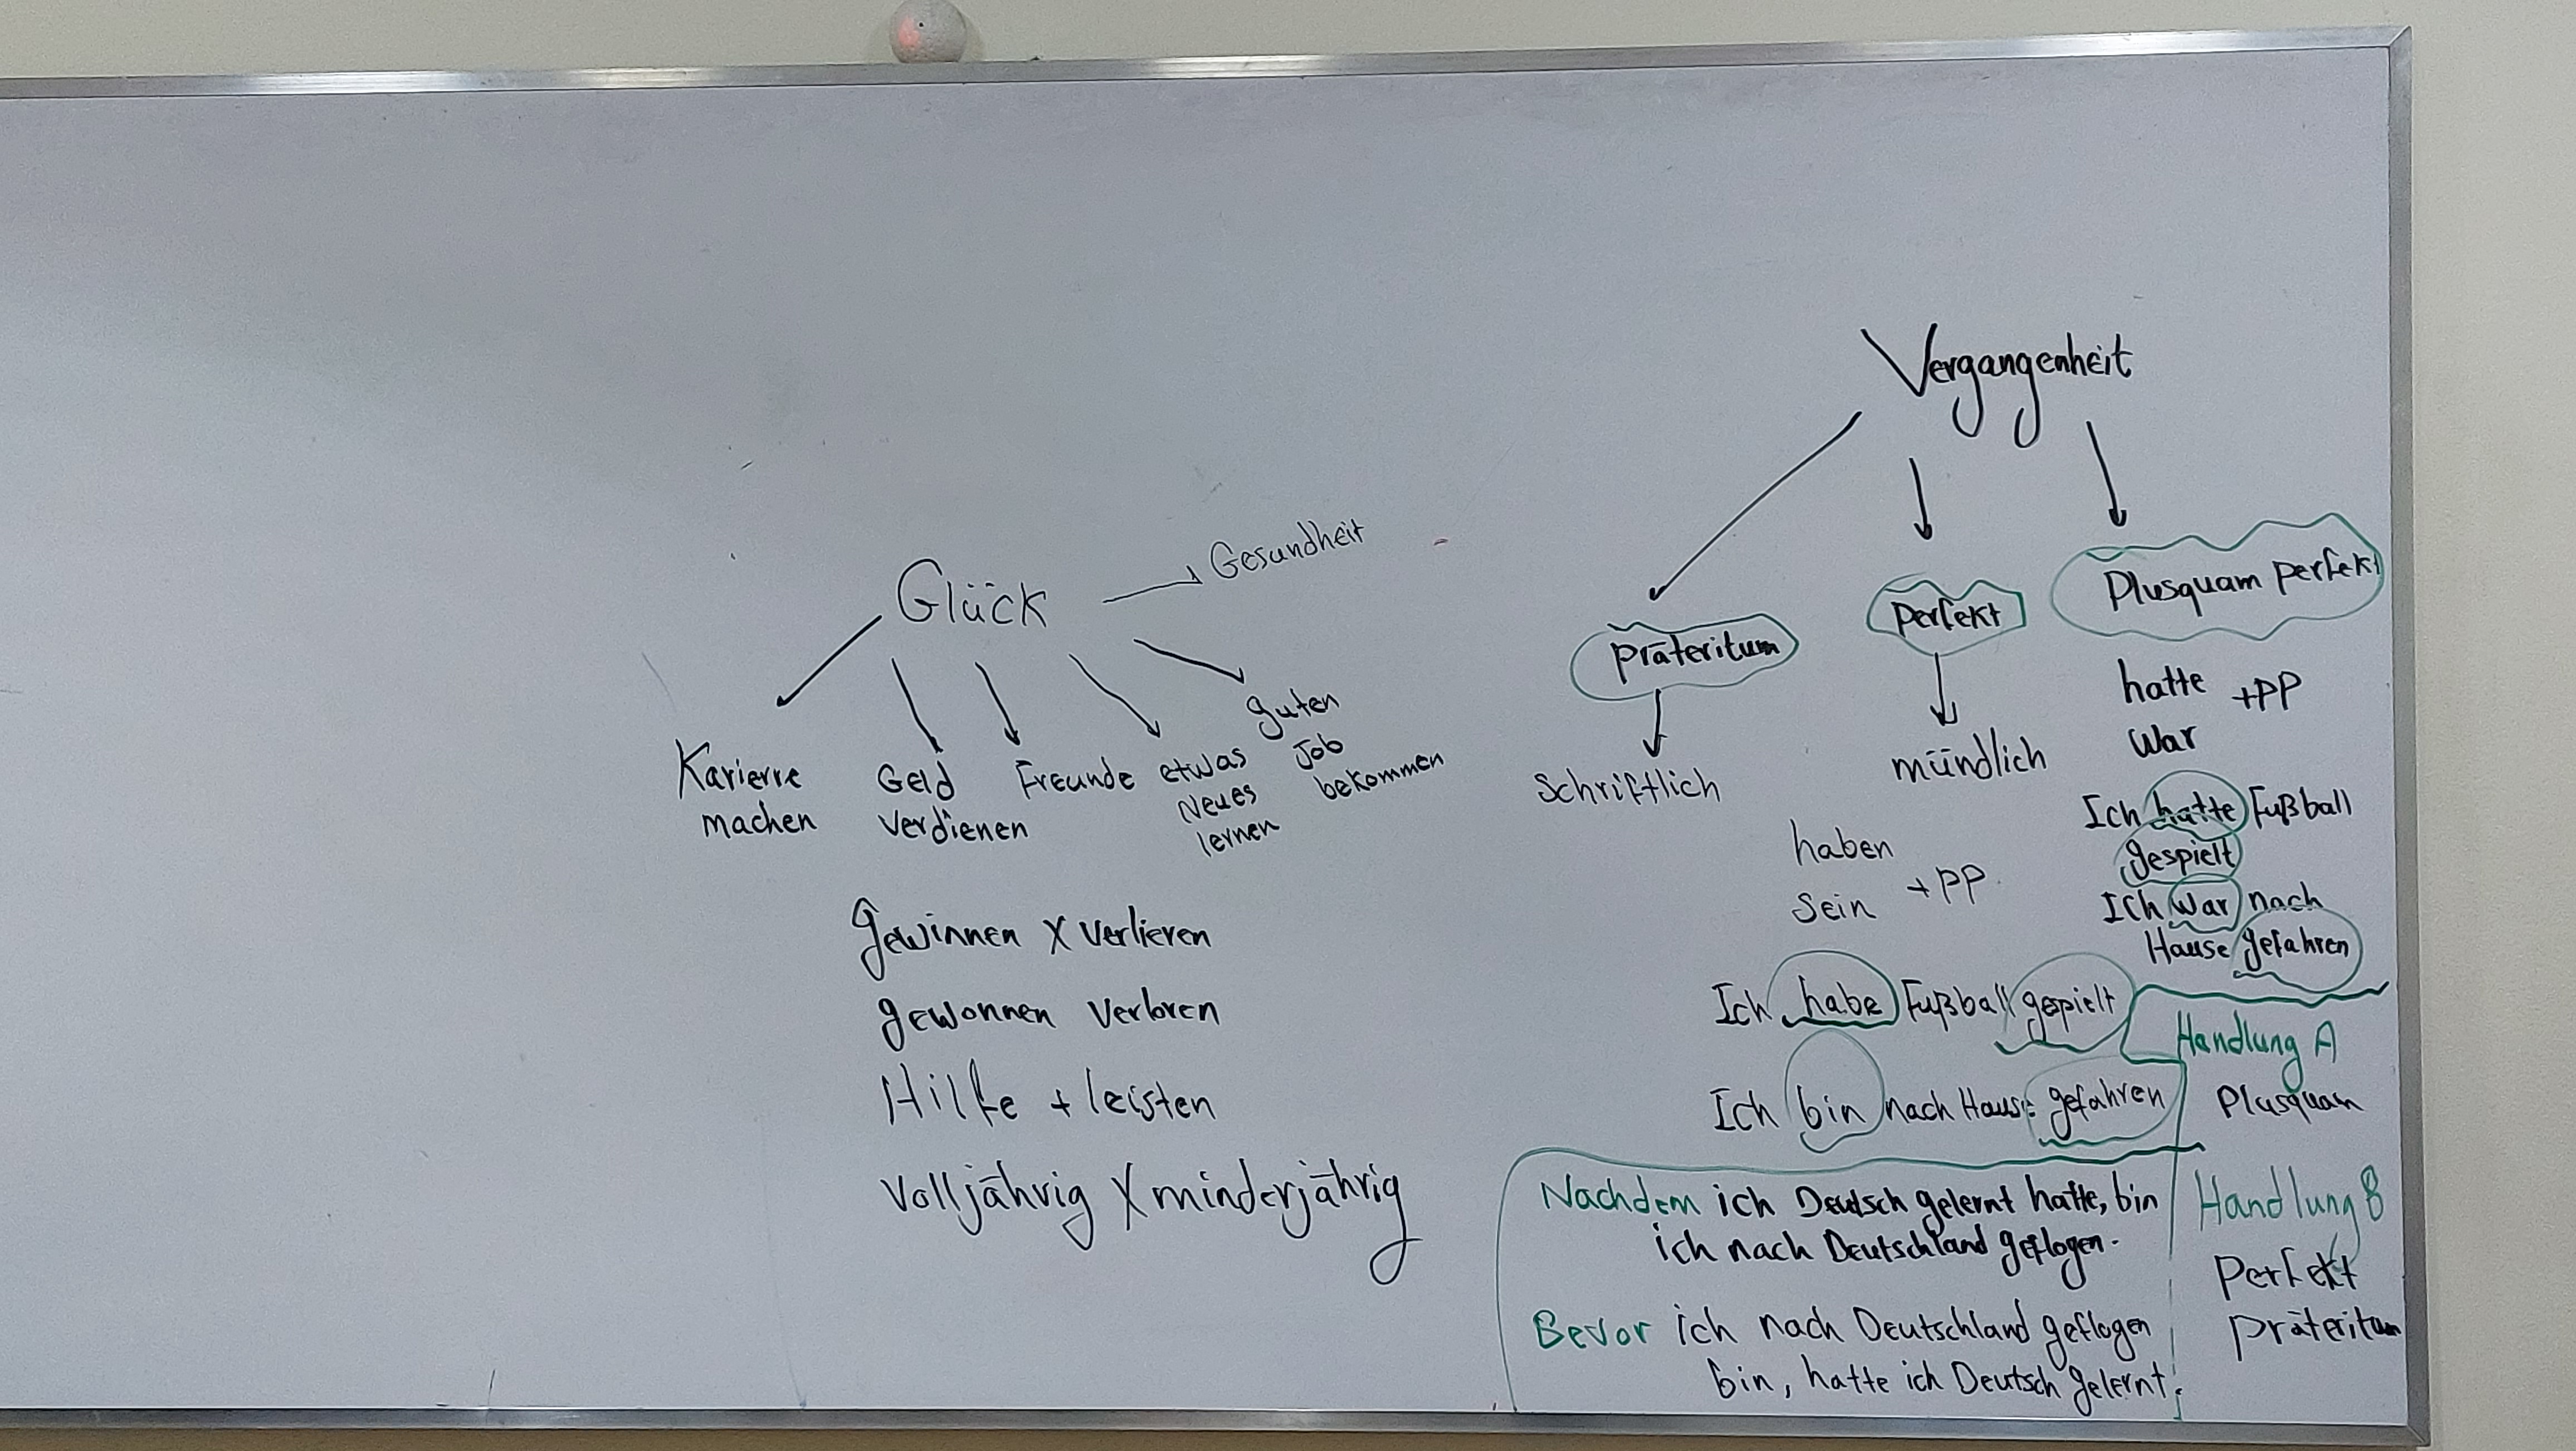 Glück
Gesundheit
Karierre
machen
Geld
verdienen
Freunde
etwas
Neues
lernen
guten
Job
bekommen
gewinnen X verlieren
gewonnen verloren
Hilfe + leisten
Volljährig X minderjährig
Vergangenheit
Präteritum
Schriftlich
Perfekt
mündlich
haben
sein + PP
Ich habe Fußball gespielt
Ich bin nach Hause gefahren
Plusquam perfekt
hatte + PP
war
Ich hatte Fußball
gespielt
Ich war nach
Hause gefahren
Nachdem ich Deutsch gelernt hatte, bin
ich nach Deutschland geflogen.
Bevor ich nach Deutschland geflogen
bin, hatte ich Deutsch gelernt.
Handlung A
Plusquam
Handlung B
Perfekt
Präteritum